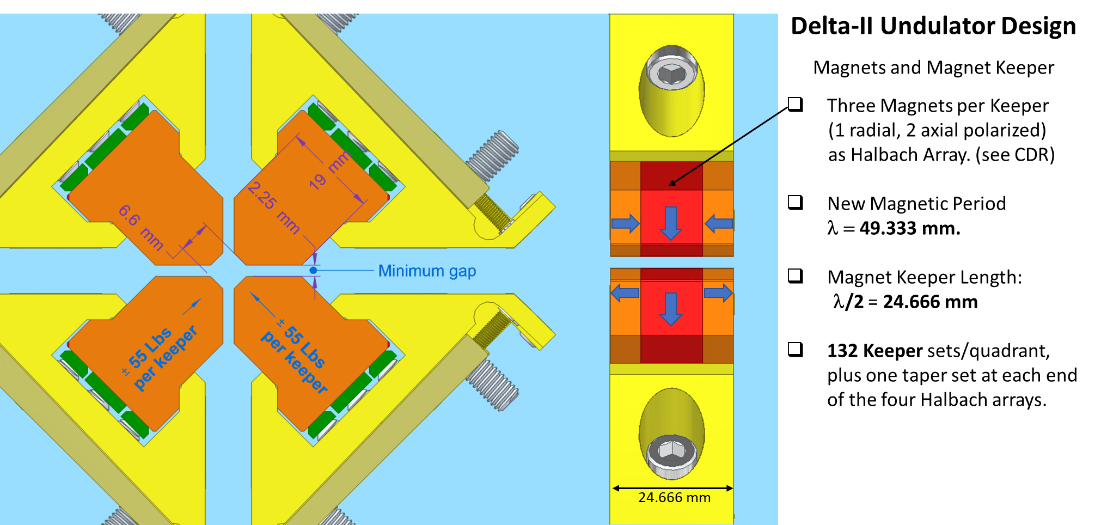 Delta-II Undulator Design
Magnets and Magnet Keeper
❑ Three Magnets per Keeper
(1 radial, 2 axial polarized)
as Halbach Array. (see CDR)
❑ New Magnetic Period
λ = 49.333 mm.
❑ Magnet Keeper Length:
λ/2 = 24.666 mm
❑ 132 Keeper sets/quadrant,
plus one taper set at each end
of the four Halbach arrays.
19 mm
2.25 mm
6.6 mm
Minimum gap
± 55 Lbs
per keeper
± 55 Lbs
per keeper
24.666 mm